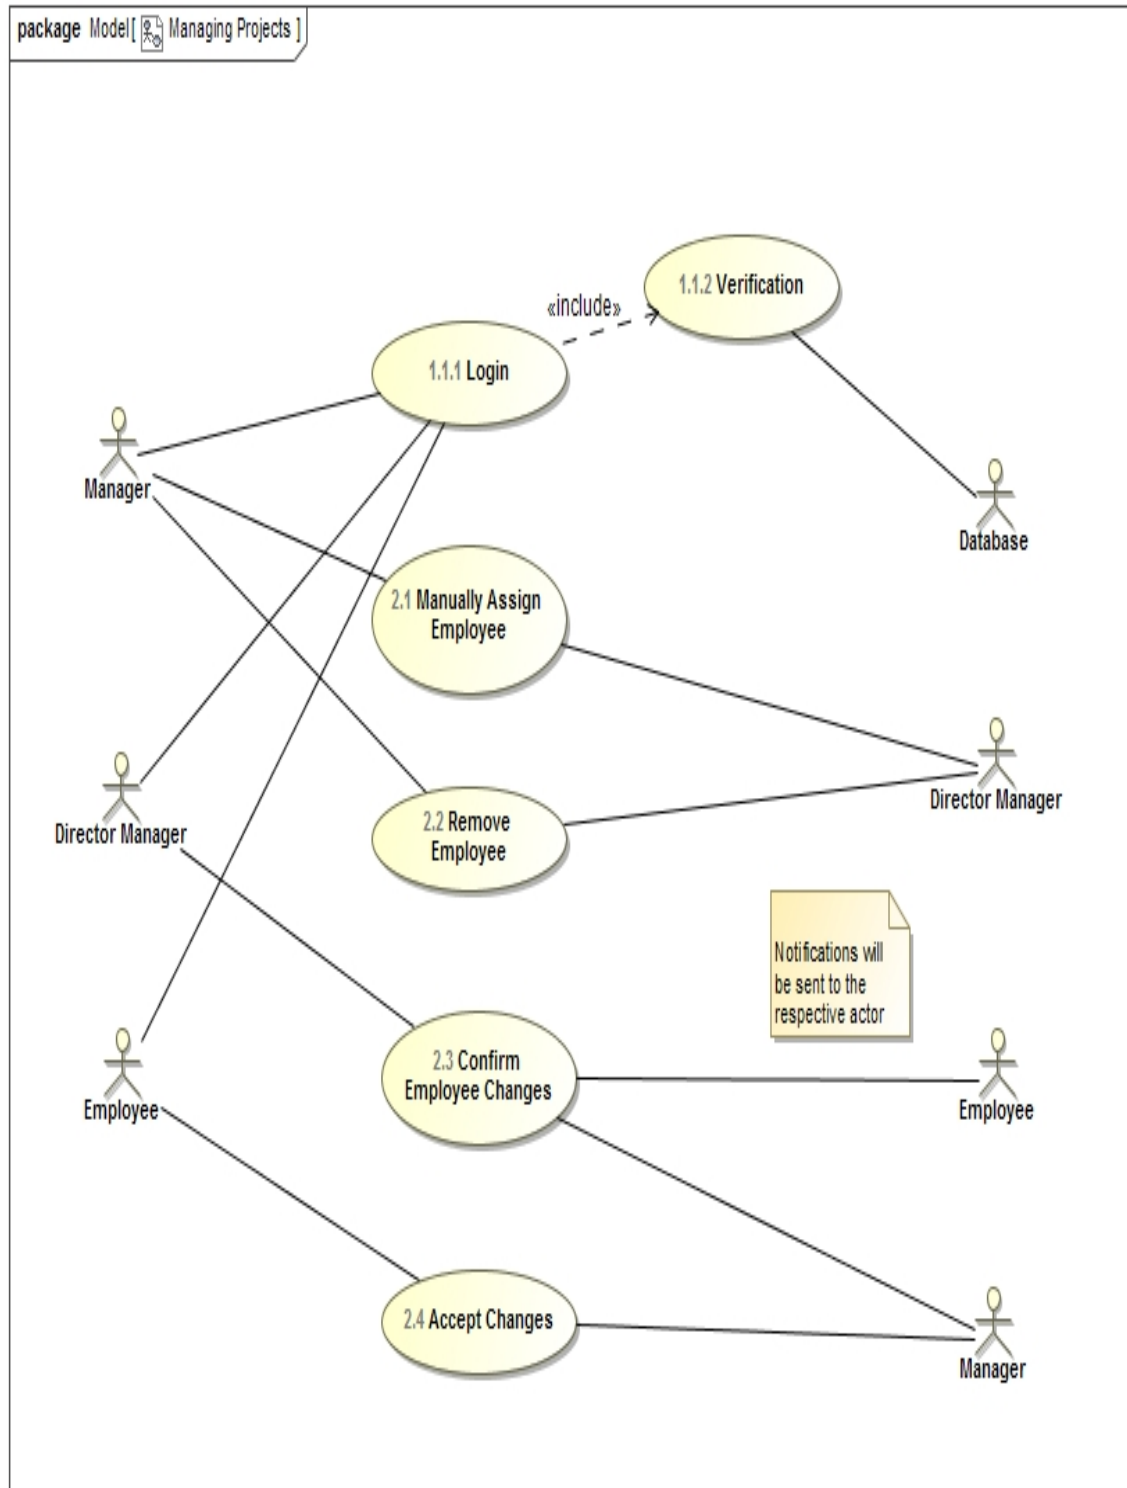 package Model[ Managing Projects ]
1.1.2 Verification
«include»
1.1.1 Login
Manager
Database
2.1 Manually Assign
Employee
Director Manager
2.2 Remove
Employee
Director Manager
Notifications will
be sent to the
respective actor
2.3 Confirm
Employee Changes
Employee
Employee
2.4 Accept Changes
Manager